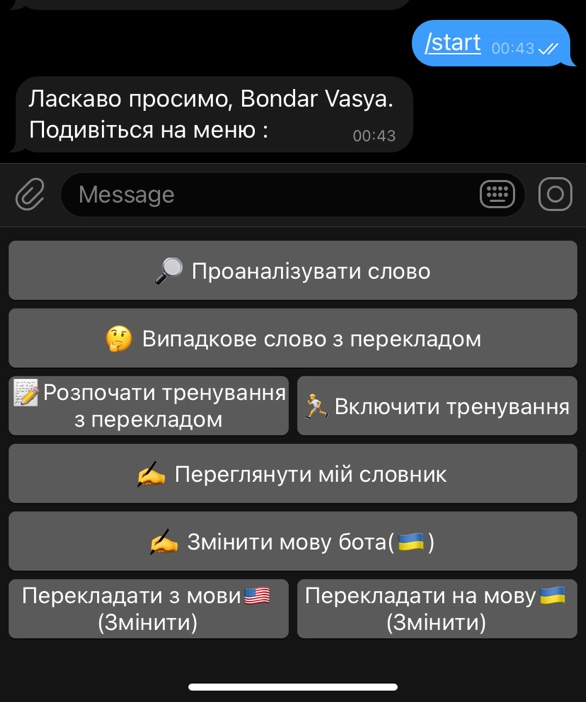 /start 00:43
Ласкаво просимо, Bondar Vasya.
Подивіться на меню : 00:43
Message
🔎 Проаналізувати слово
🤔 Випадкове слово з перекладом
📝Розпочати тренування
з перекладом
🏃Включити тренування
✍️ Переглянути мій словник
✍️ Змінити мову бота(🇺🇦)
Перекладати з мови🇺🇸
(Змінити)
Перекладати на мову🇺🇦
(Змінити)